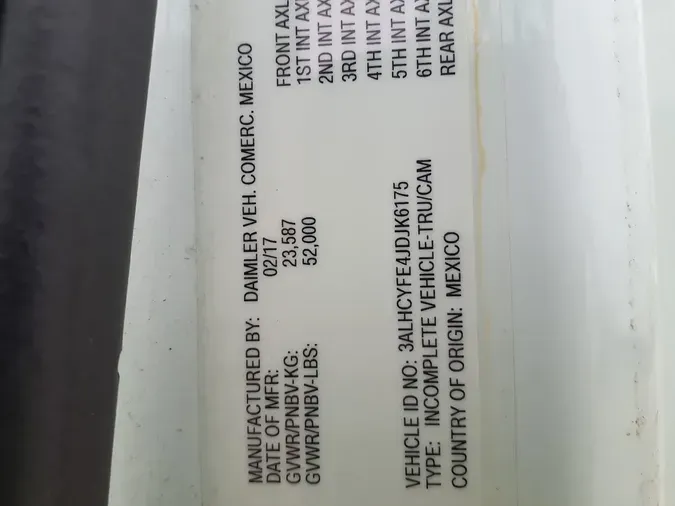 MANUFACTURED BY: DAIMLER VEH. COMERC. MEXICO
DATE OF MFR: 02/17
GVWR/PNBV-KG: 23,587
GVWR/PNBV-LBS: 52,000
FRONT AXL
1ST INT AX
2ND INT AX
3RD INT AX
4TH INT AX
5TH INT AX
6TH INT AX
REAR AXL
VEHICLE ID NO: 3ALHCYFE4JDJK6175
TYPE: INCOMPLETE VEHICLE-TRU/CAM
COUNTRY OF ORIGIN: MEXICO